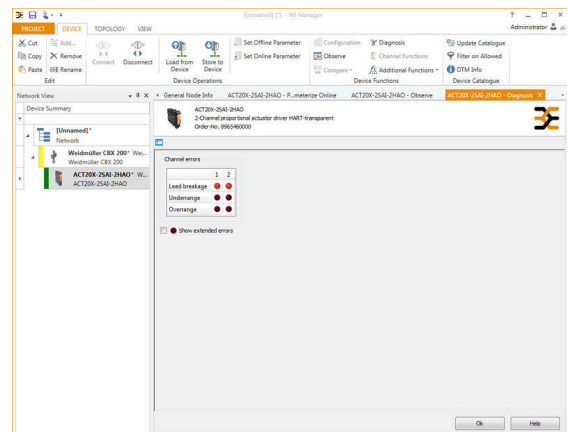 [Unnamed] (*) - WI-Manager
PROJECT DEVICE TOPOLOGY VIEW Administrator
Cut Add... Set Offline Parameter Configuration Diagnosis Update Catalogue
Copy Remove Connect Disconnect Load from Device Store to Device Set Online Parameter Observe Channel Functions Filter on Allowed
Paste Rename Compare Additional Functions DTM Info
Edit Device Operations Device Functions Device Catalogue
Network View General Node Info ACT20X-2SAI-2HAO - P...meterize Online ACT20X-2SAI-2HAO - Observe ACT20X-2SAI-2HAO - Diagnosis
Device Summary
ACT20X-2SAI-2HAO
2-Channel proportional actuator driver HART-transparent
Order-No. 8965460000
[Unnamed]*
Network
Weidmüller CBX 200* Wei...
Weidmüller CBX 200
ACT20X-2SAI-2HAO* W...
ACT20X-2SAI-2HAO
Channel errors
1 2
Lead breakage
Underrange
Overrange
Show extended errors
Ok Help